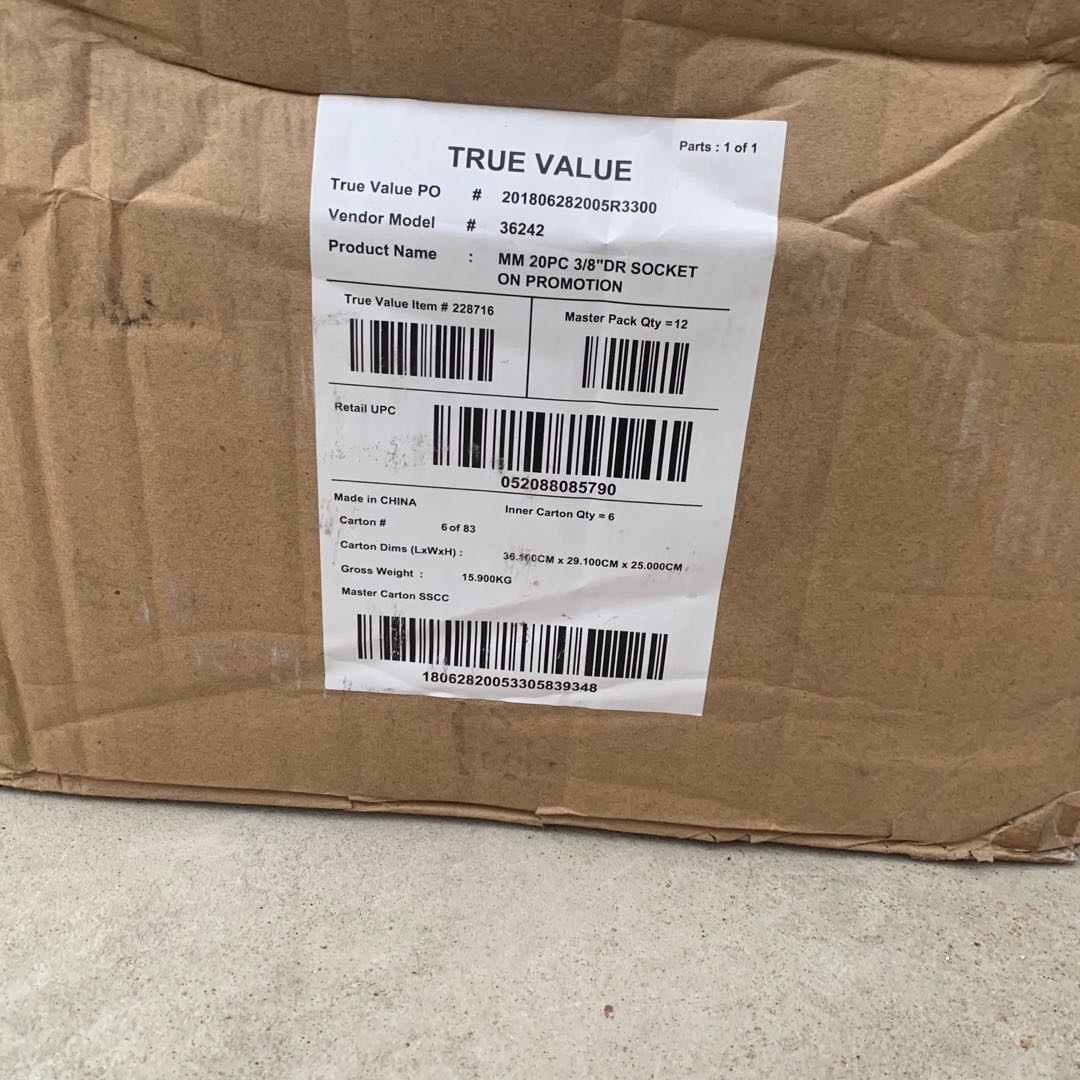 Parts : 1 of 1
TRUE VALUE
True Value PO # 201806282005R3300
Vendor Model # 36242
Product Name : MM 20PC 3/8"DR SOCKET
ON PROMOTION
True Value Item # 228716
Master Pack Qty =12
Retail UPC
052088085790
Made in CHINA
Inner Carton Qty = 6
Carton # 6 of 83
Carton Dims (LxWxH) : x 29.100CM x 25.000CM
Gross Weight : 15.900KG
Master Carton SSCC
18062820053305839348